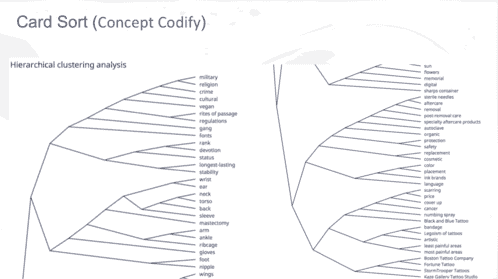 Card Sort (Concept Codify)
Hierarchical clustering analysis
military
religion
crime
cultural
vegan
rites of passage
regulations
gang
fonts
rank
devotion
status
longest-lasting
stability
wrist
ear
neck
torso
back
sleeve
mastectomy
arm
ankle
ribcage
gloves
foot
nipple
wings
sun
flowers
memorial
digital
sharps container
sterile needles
aftercare
removal
post-removal care
specialty aftercare products
autoclave
organic
protection
safety
replacement
cosmetic
color
placement
ink brands
language
scarring
price
cover up
cancer
numbing spray
Black and Blue Tattoo
bandage
Legoism of tattoos
artistic
least painful areas
most painful areas
Boston Tattoo Company
Fortune Tattoo
StormTrooper Tattoos
Kaze Gallery Tattoo Studio